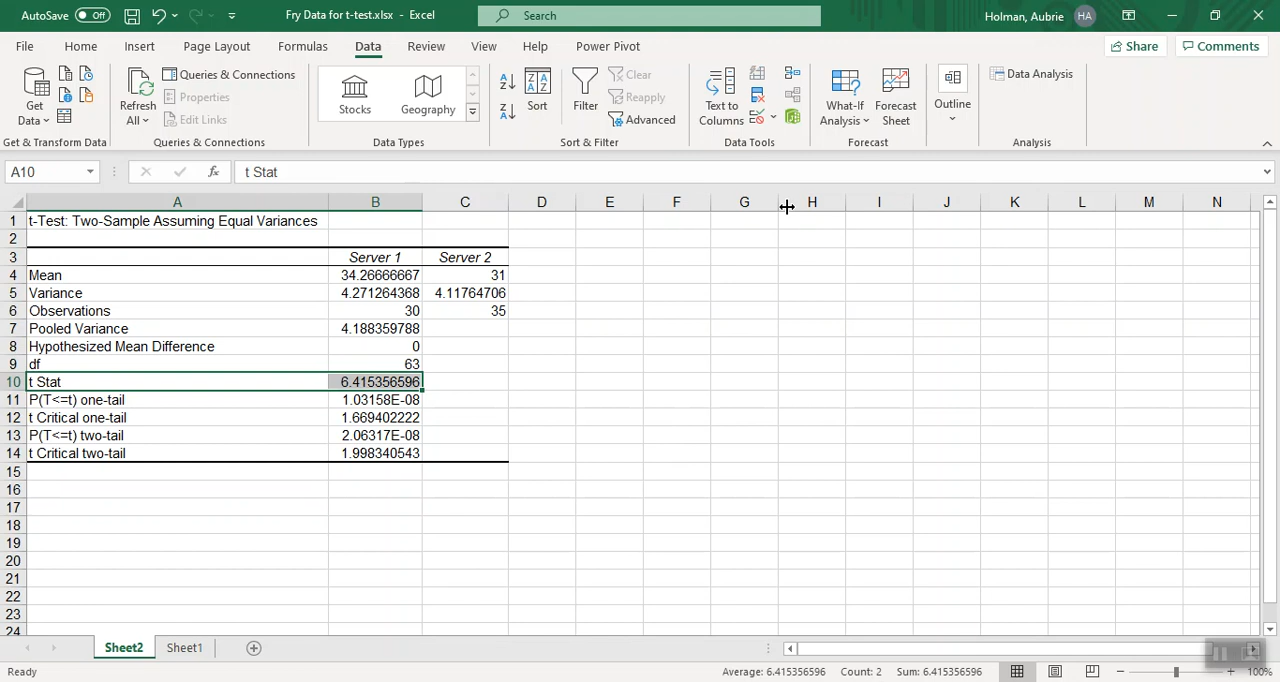 AutoSave Off Fry Data for t-test.xlsx - Excel Search Holman, Aubrie HA
File Home Insert Page Layout Formulas Data Review View Help Power Pivot Share Comments
Get Data Refresh All Queries & Connections Properties Edit Links Stocks Geography Sort Filter Clear Reapply Advanced Text to Columns What-If Analysis Forecast Sheet Outline Data Analysis
Get & Transform Data Queries & Connections Data Types Sort & Filter Data Tools Forecast Analysis
A10 fx t Stat
A B C D E F G H I J K L M N
1 t-Test: Two-Sample Assuming Equal Variances
2
3 Server 1 Server 2
4 Mean 34.26666667 31
5 Variance 4.271264368 4.11764706
6 Observations 30 35
7 Pooled Variance 4.188359788
8 Hypothesized Mean Difference 0
9 df 63
10 t Stat 6.415356596
11 P(T<=t) one-tail 1.03158E-08
12 t Critical one-tail 1.669402222
13 P(T<=t) two-tail 2.06317E-08
14 t Critical two-tail 1.998340543
15
16
17
18
19
20
21
22
23
24
Sheet2 Sheet1
Ready Average: 6.415356596 Count: 2 Sum: 6.415356596 100%